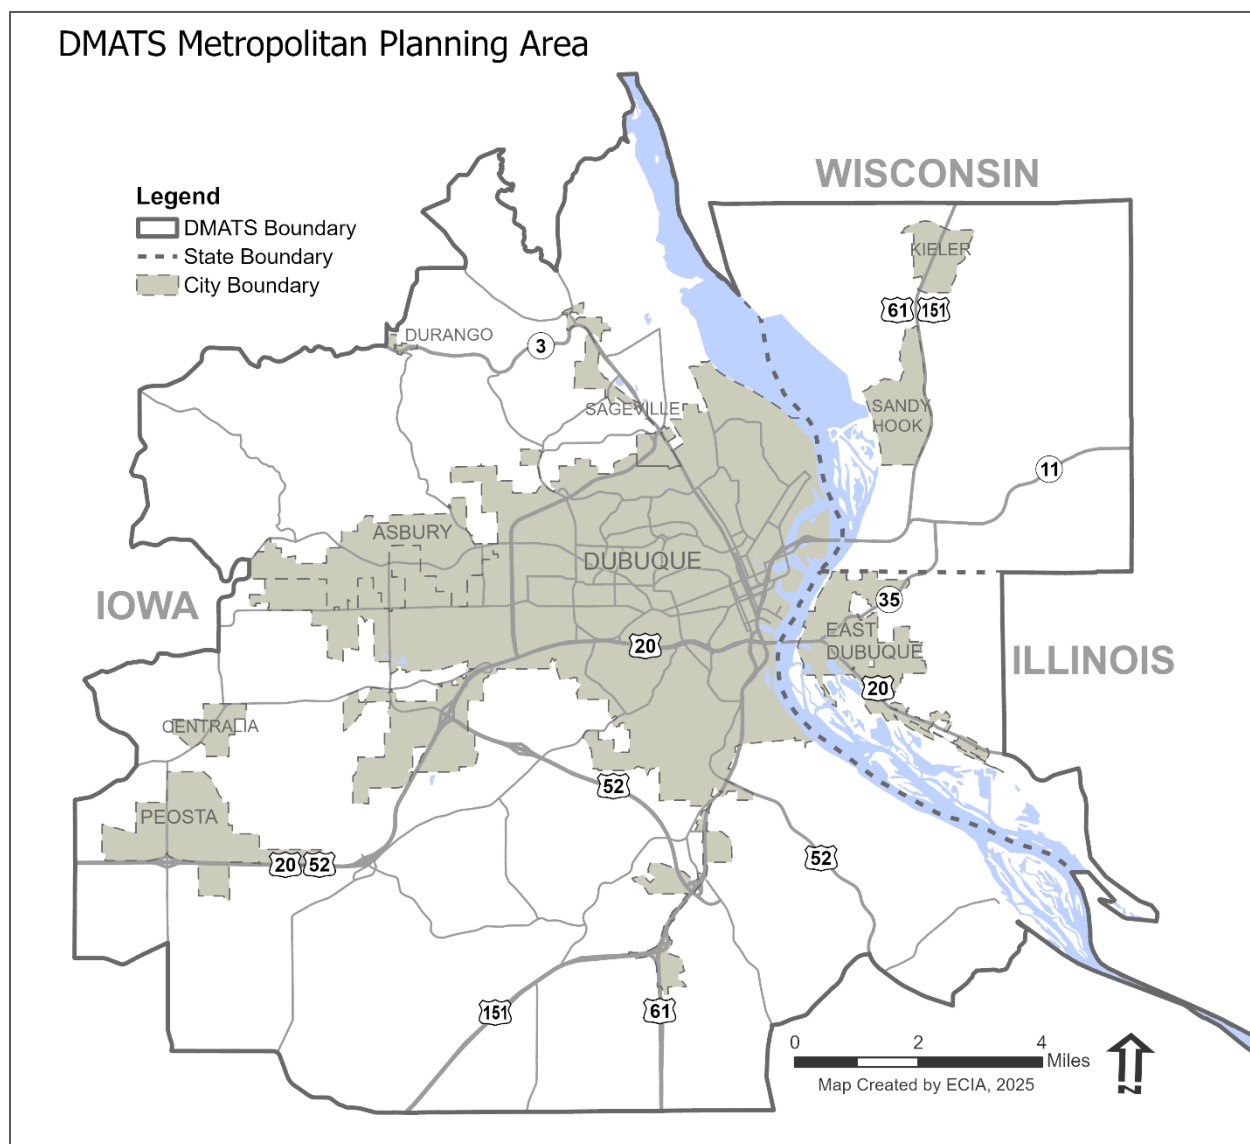 DMATS Metropolitan Planning Area
WISCONSIN
Legend
DMATS Boundary
State Boundary
City Boundary
KIELER
61 151
DURANGO
3
SAGEVILLE
SANDY
HOOK
11
ASBURY
DUBUQUE
IOWA
35
EAST
DUBUQUE
20
ILLINOIS
20
CENTRALIA
52
PEOSTA
20 52
52
151
61
0 2 4
Miles
Map Created by ECIA, 2025
N